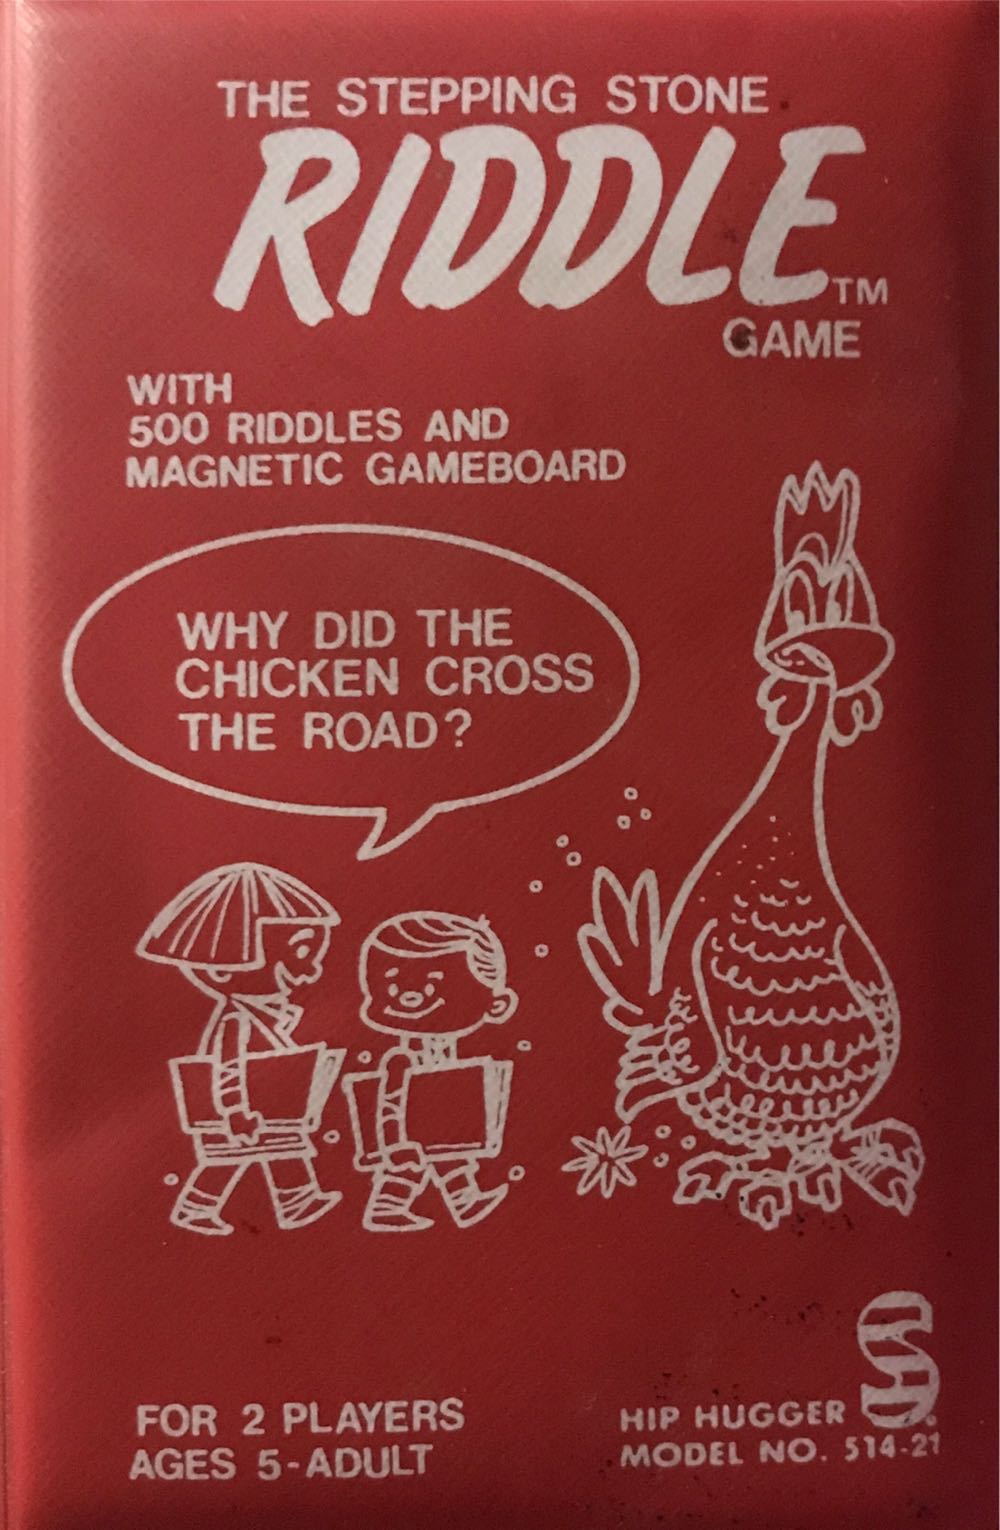 THE STEPPING STONE
RIDDLE TM
GAME
WITH
500 RIDDLES AND
MAGNETIC GAMEBOARD
WHY DID THE
CHICKEN CROSS
THE ROAD?
FOR 2 PLAYERS
AGES 5-ADULT
HIP HUGGER
MODEL NO. 514-21